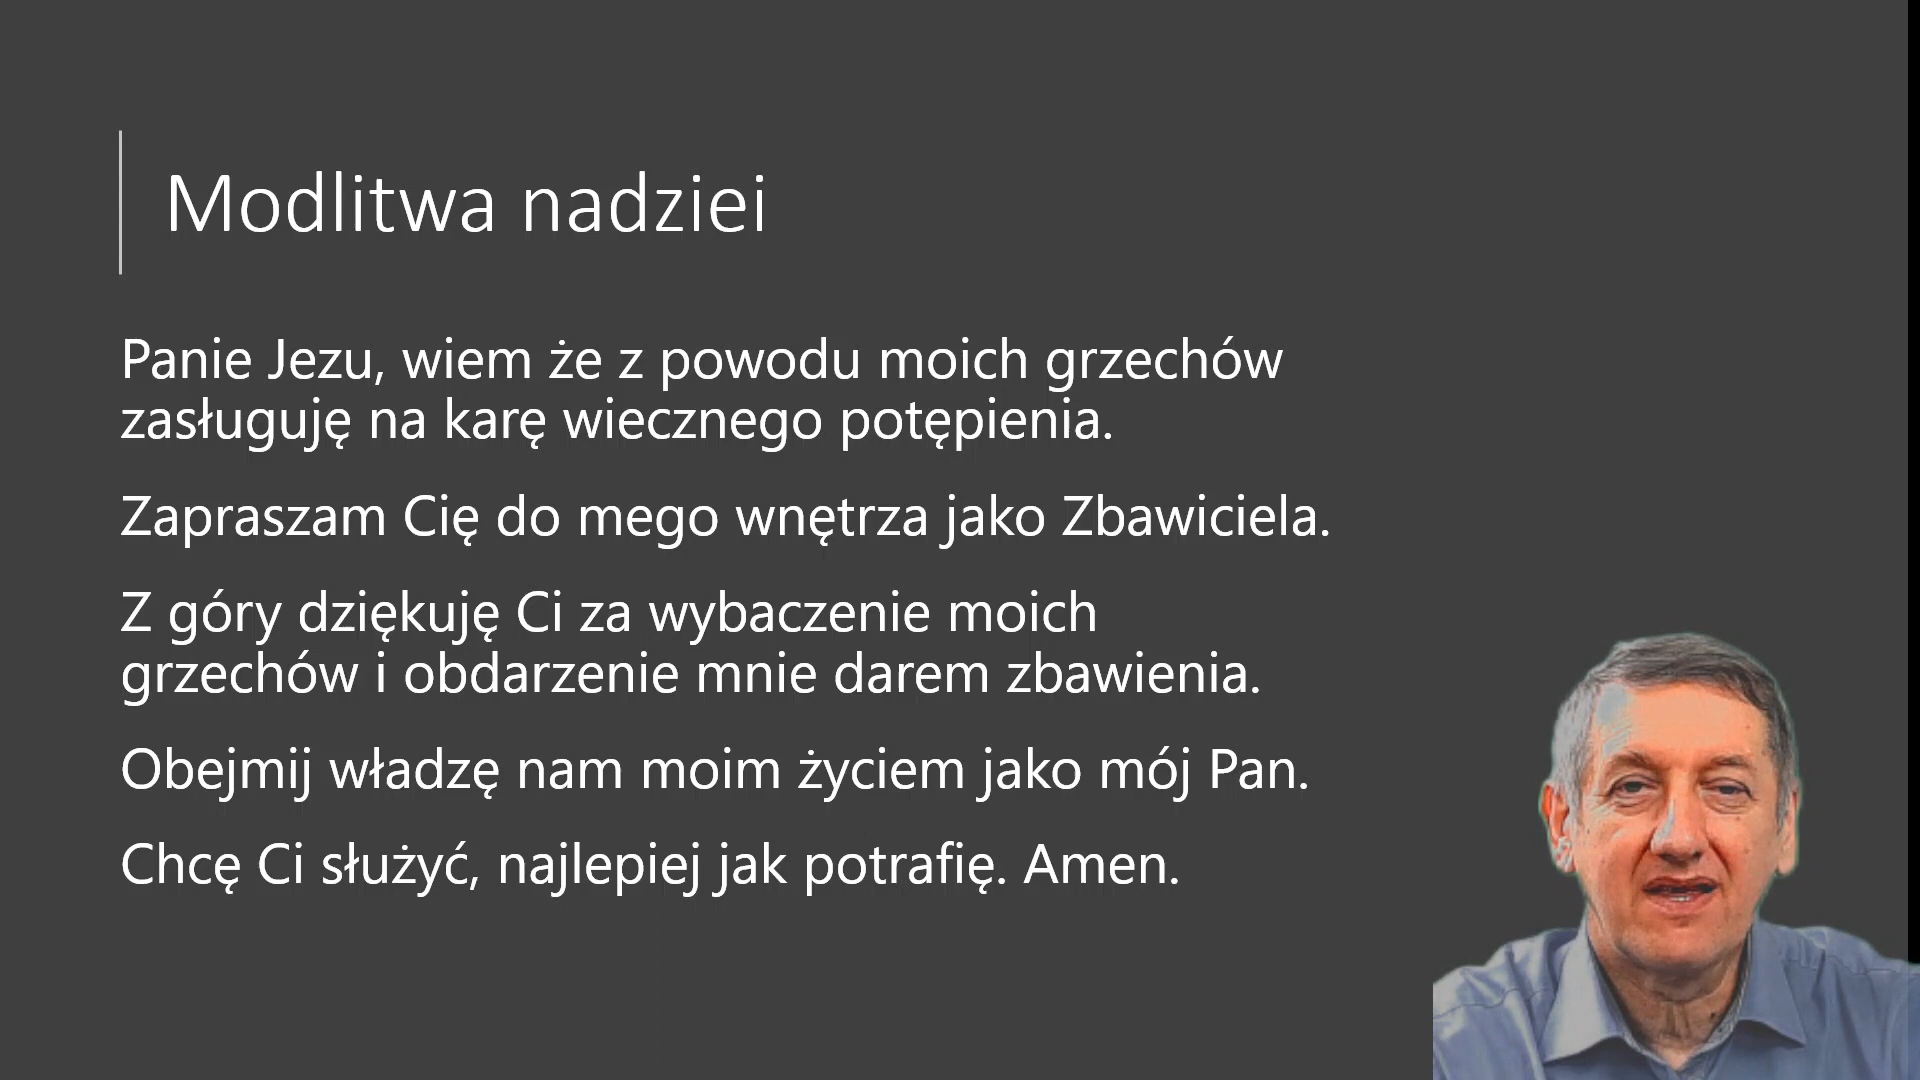 Modlitwa nadziei
Panie Jezu, wiem że z powodu moich grzechów
zasługuję na karę wiecznego potępienia.
Zapraszam Cię do mego wnętrza jako Zbawiciela.
Z góry dziękuję Ci za wybaczenie moich
grzechów i obdarzenie mnie darem zbawienia.
Obejmij władzę nam moim życiem jako mój Pan.
Chcę Ci służyć, najlepiej jak potrafię. Amen.